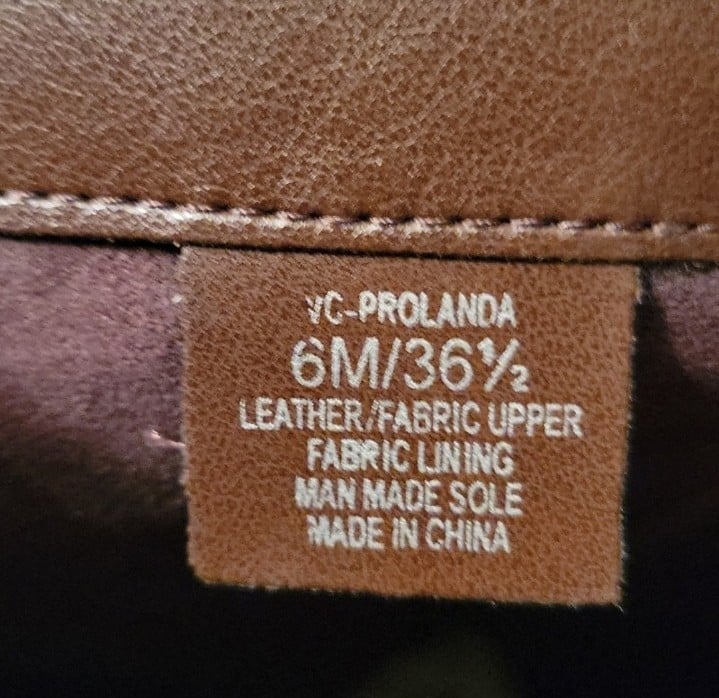 VC-PROLANDA
6M/36½
LEATHER/FABRIC UPPER
FABRIC LINING
MAN MADE SOLE
MADE IN CHINA